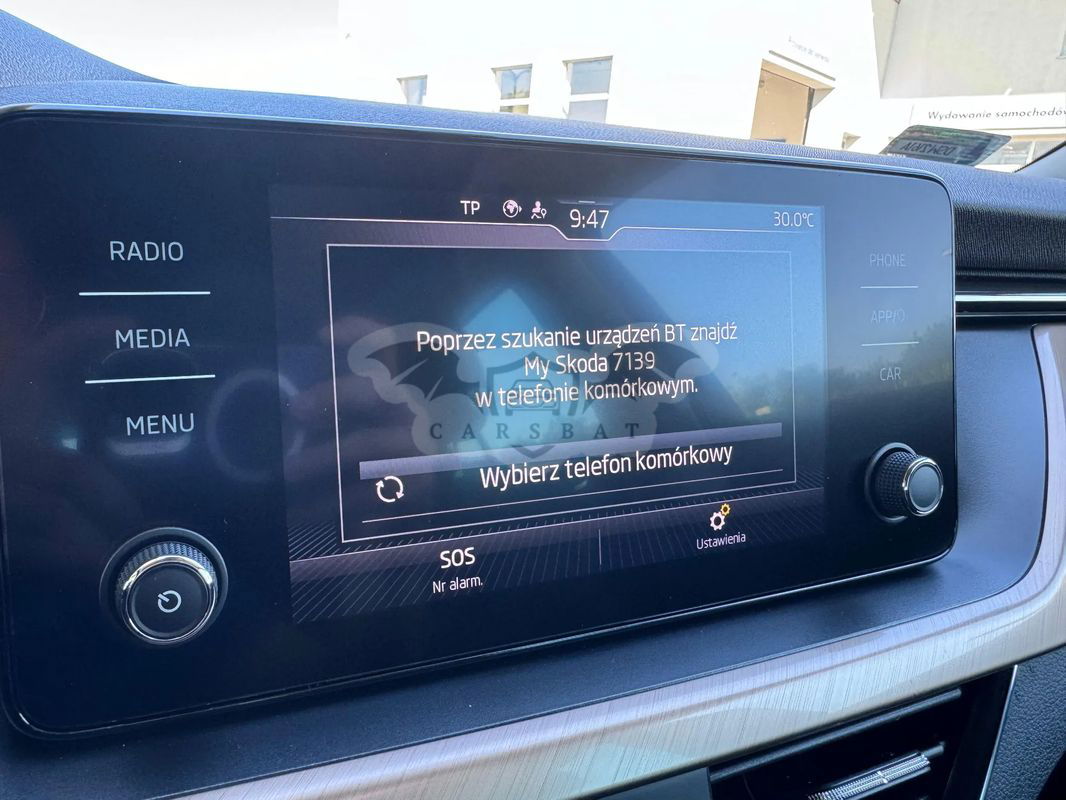 Wydawanie samochodów
TP 9:47 30.0°C
RADIO
MEDIA
MENU
PHONE
APP/
CAR
Poprzez szukanie urządzeń BT znajdź
My Skoda 7139
w telefonie komórkowym.
CARSBAT
Wybierz telefon komórkowy
SOS
Nr alarm.
Ustawienia